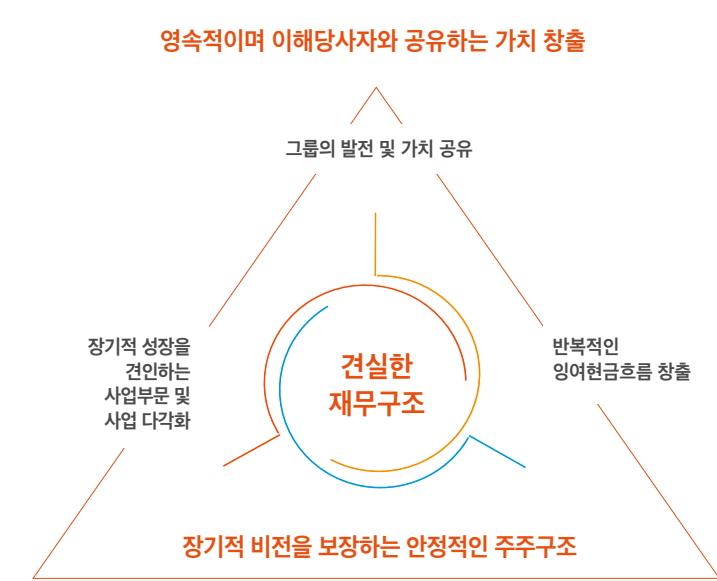 영속적이며 이해당사자와 공유하는 가치 창출
그룹의 발전 및 가치 공유
장기적 성장을
견인하는
사업부문 및
사업 다각화
견실한
재무구조
반복적인
잉여현금흐름 창출
장기적 비전을 보장하는 안정적인 주주구조